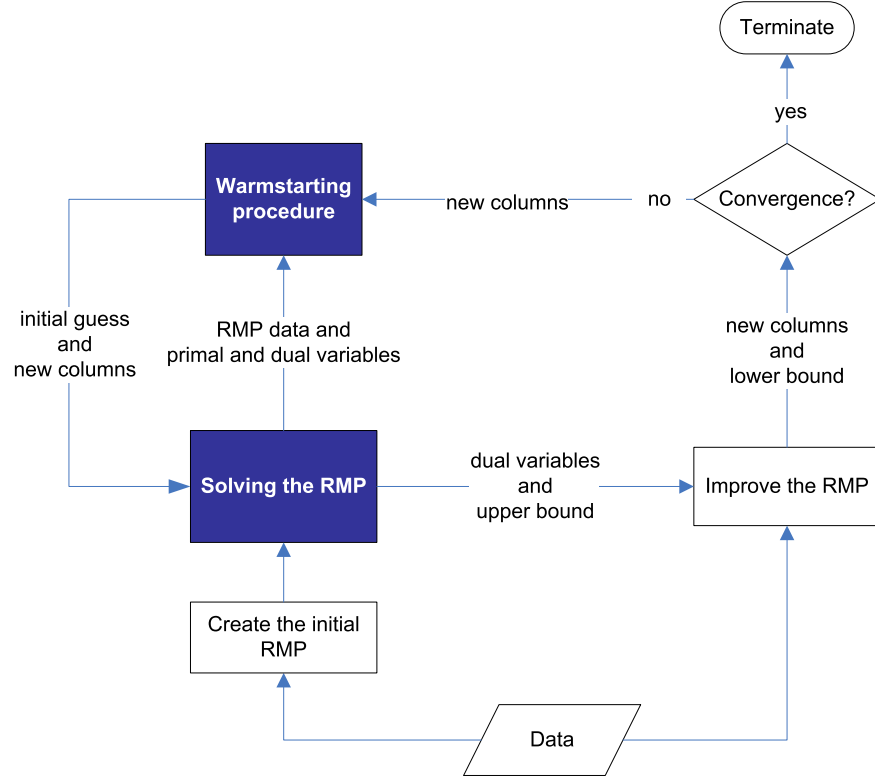 Terminate
yes
Warmstarting
procedure
new columns
no
Convergence?
initial guess
and
new columns
RMP data and
primal and dual variables
new columns
and
lower bound
Solving the RMP
dual variables
and
upper bound
Improve the RMP
Create the initial
RMP
Data